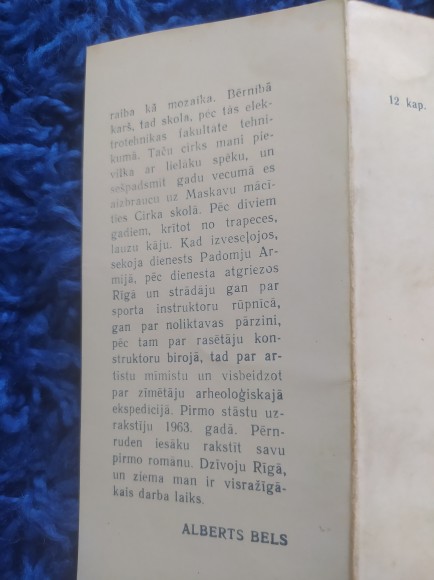 raiba kā mozaika. Bērnībā
karš, tad skola, pēc tās elek-
trotehnikas fakultāte tehni-
kumā. Taču cirks mani pie-
vilka ar lielāku spēku, un
sešpadsmit gadu vecumā es
aizbraucu uz Maskavu mācī-
ties Cirka skolā. Pēc diviem
gadiem, krītot no trapeces,
lauzu kāju. Kad izveseļojos,
sekoja dienests Padomju Ar-
mijā, pēc dienesta atgriezos
Rīgā un strādāju gan par
sporta instruktoru rūpnīcā,
gan par noliktavas pārzini,
pēc tam par rasētāju kon-
struktoru birojā, tad par ar-
tistu mīmistu un visbeidzot
par zīmētāju arheoloģiskajā
ekspedīcijā. Pirmo stāstu uz-
rakstīju 1963. gadā. Pērn-
ruden iesāku rakstīt savu
pirmo romānu. Dzīvoju Rīgā,
un ziema man ir visražīgā-
kais darba laiks.
ALBERTS BELS
12 kap.